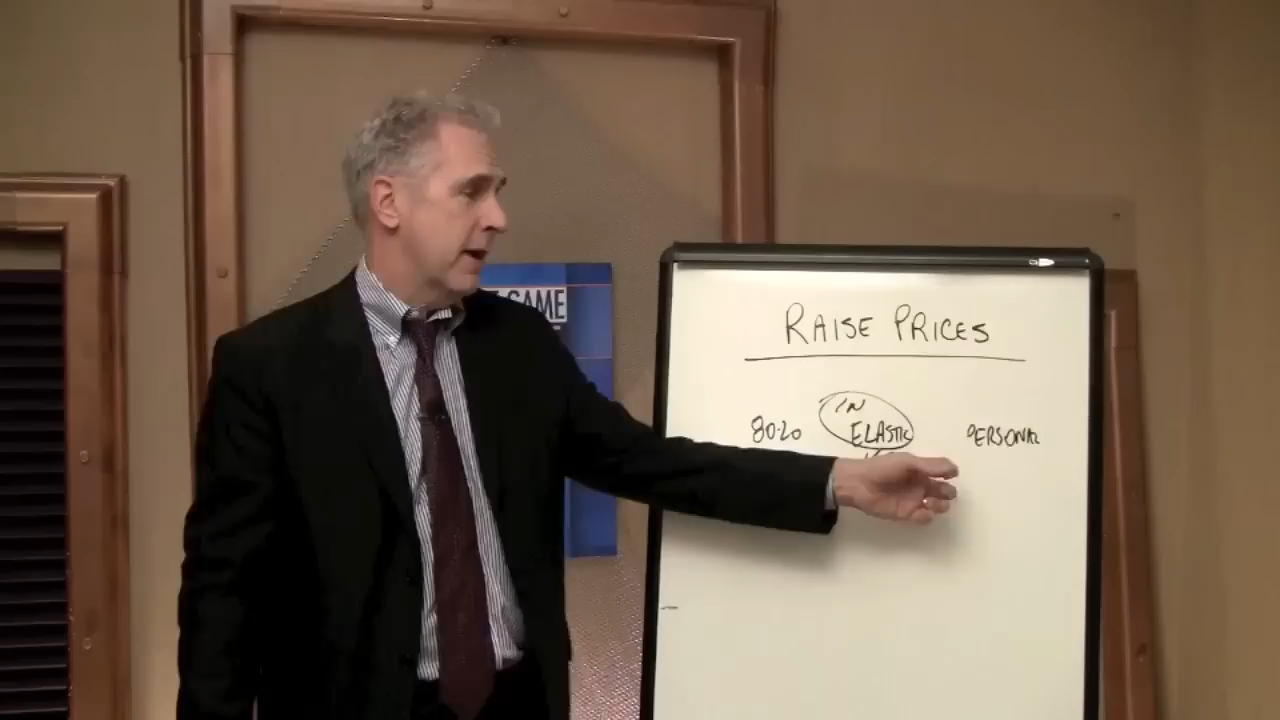 GAME
RAISE PRICES
80-20
IN
ELASTIC
PERSONAL